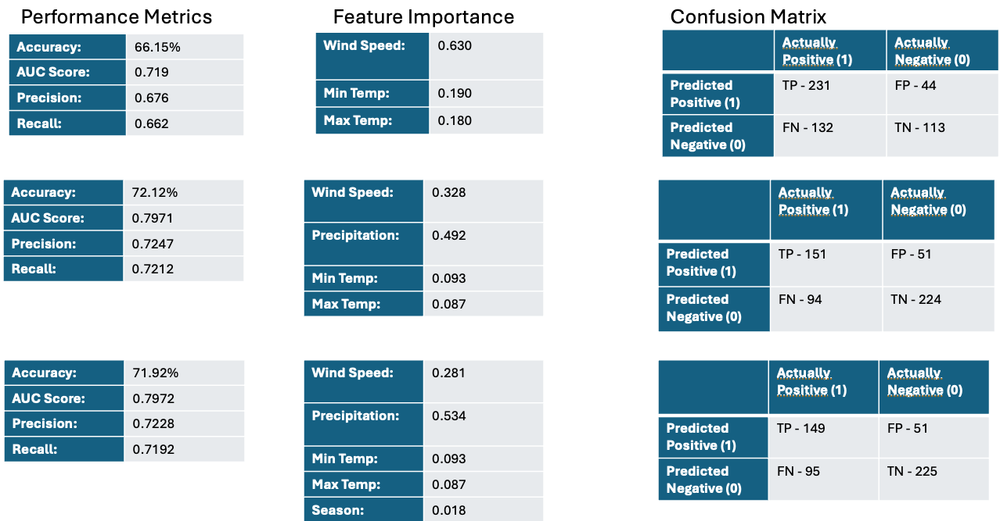 Performance Metrics
Feature Importance
Confusion Matrix
Accuracy: 66.15%
AUC Score: 0.719
Precision: 0.676
Recall: 0.662
Wind Speed: 0.630
Min Temp: 0.190
Max Temp: 0.180
Actually Actually
Positive (1) Negative (0)
Predicted TP - 231 FP - 44
Positive (1)
Predicted FN - 132 TN - 113
Negative (0)
Accuracy: 72.12%
AUC Score: 0.7971
Precision: 0.7247
Recall: 0.7212
Wind Speed: 0.328
Precipitation: 0.492
Min Temp: 0.093
Max Temp: 0.087
Actually Actually
Positive (1) Negative (0)
Predicted TP - 151 FP - 51
Positive (1)
Predicted FN - 94 TN - 224
Negative (0)
Accuracy: 71.92%
AUC Score: 0.7972
Precision: 0.7228
Recall: 0.7192
Wind Speed: 0.281
Precipitation: 0.534
Min Temp: 0.093
Max Temp: 0.087
Season: 0.018
Actually Actually
Positive (1) Negative (0)
Predicted TP - 149 FP - 51
Positive (1)
Predicted FN - 95 TN - 225
Negative (0)